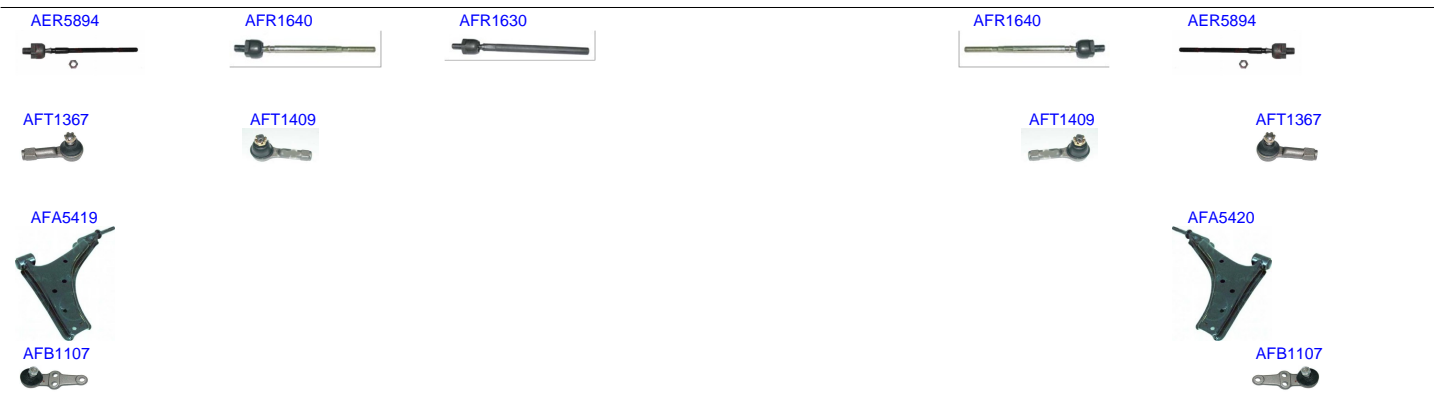 AER5894 AFR1640 AFR1630 AFR1640 AER5894
AFT1367 AFT1409 AFT1409 AFT1367
AFA5419 AFA5420
AFB1107 AFB1107